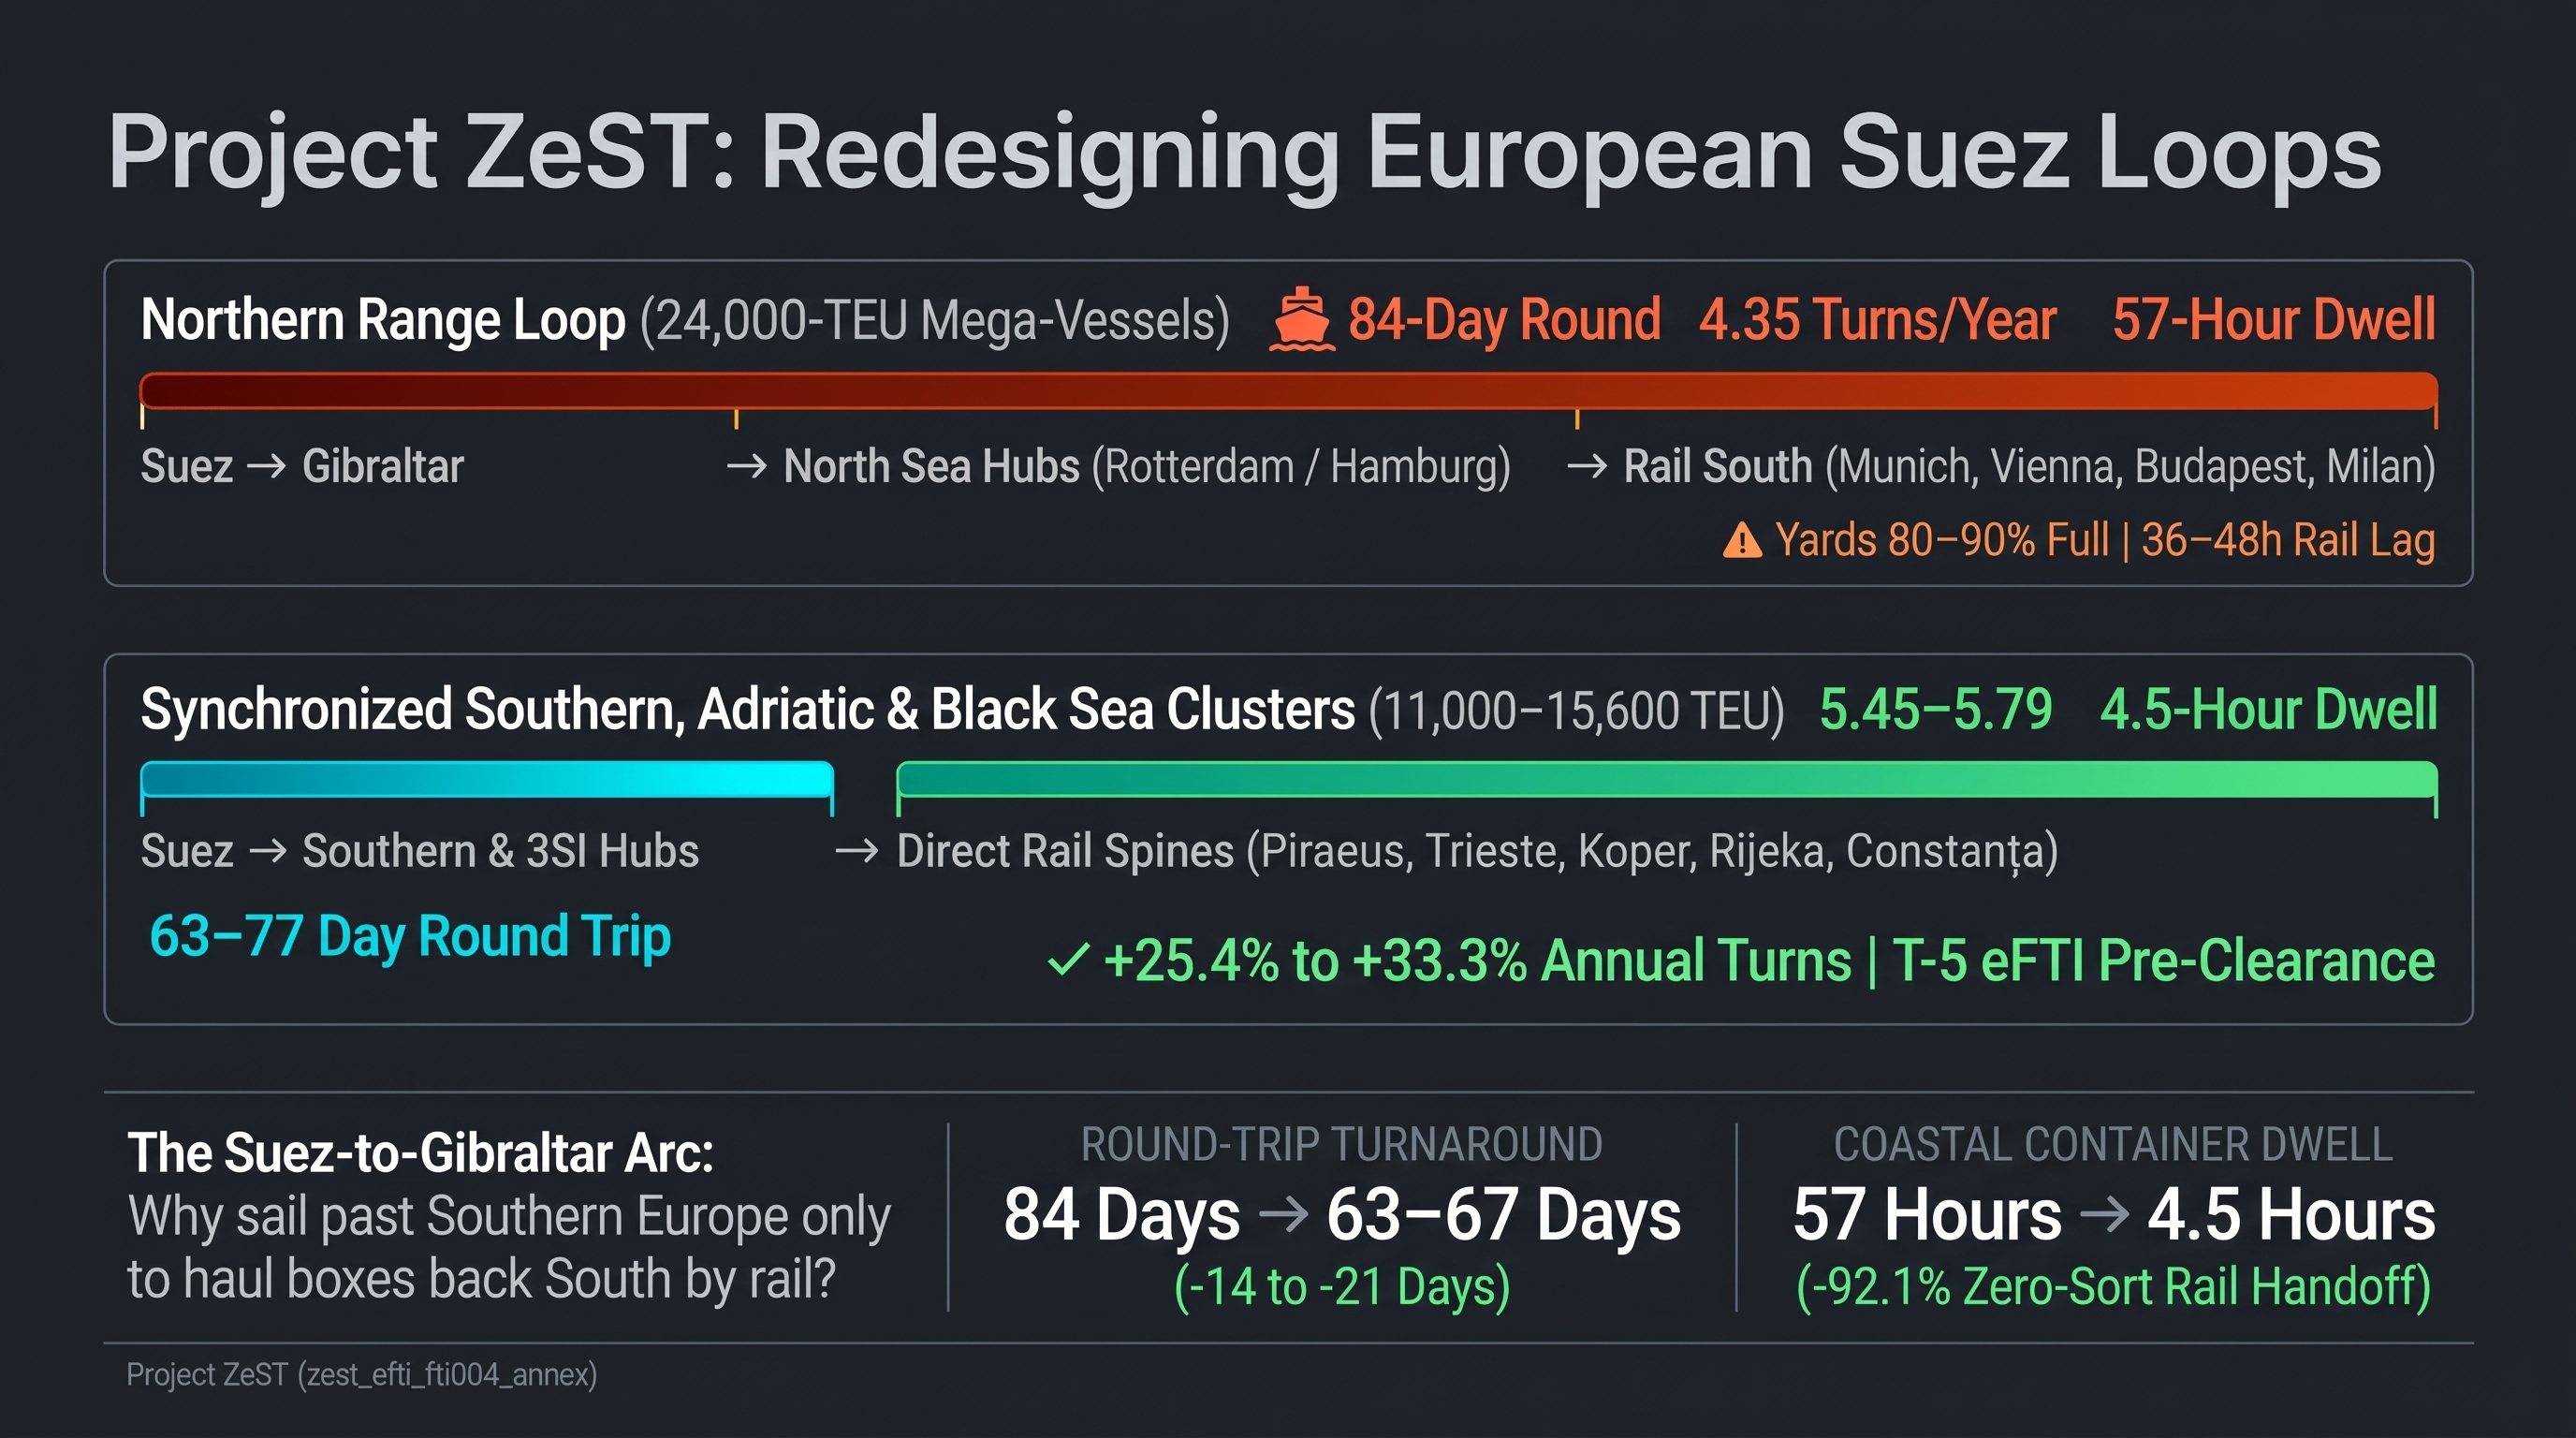 Project ZeST: Redesigning European Suez Loops
Northern Range Loop (24,000-TEU Mega-Vessels) 84-Day Round 4.35 Turns/Year 57-Hour Dwell
Suez → Gibraltar → North Sea Hubs (Rotterdam / Hamburg) → Rail South (Munich, Vienna, Budapest, Milan)
Yards 80–90% Full | 36–48h Rail Lag
Synchronized Southern, Adriatic & Black Sea Clusters (11,000–15,600 TEU) 5.45–5.79 4.5-Hour Dwell
Suez → Southern & 3SI Hubs → Direct Rail Spines (Piraeus, Trieste, Koper, Rijeka, Constanța)
63–77 Day Round Trip
✓ +25.4% to +33.3% Annual Turns | T-5 eFTI Pre-Clearance
The Suez-to-Gibraltar Arc:
Why sail past Southern Europe only
to haul boxes back South by rail?
ROUND-TRIP TURNAROUND
84 Days → 63–67 Days
(-14 to -21 Days)
COASTAL CONTAINER DWELL
57 Hours → 4.5 Hours
(-92.1% Zero-Sort Rail Handoff)
Project ZeST (zest_efti_fti004_annex)